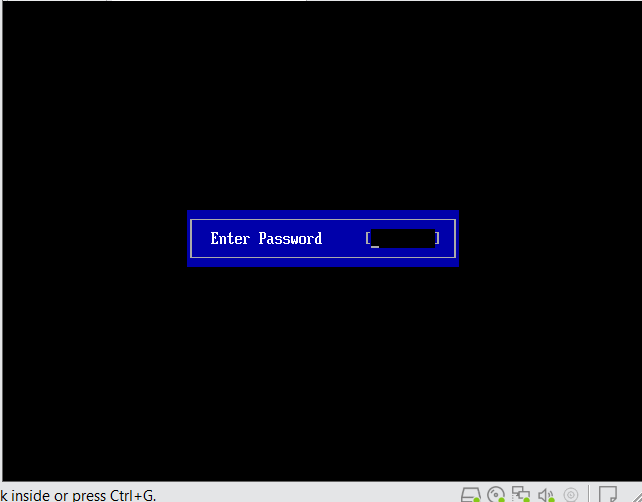 Enter Password [ ]
k inside or press Ctrl+G.